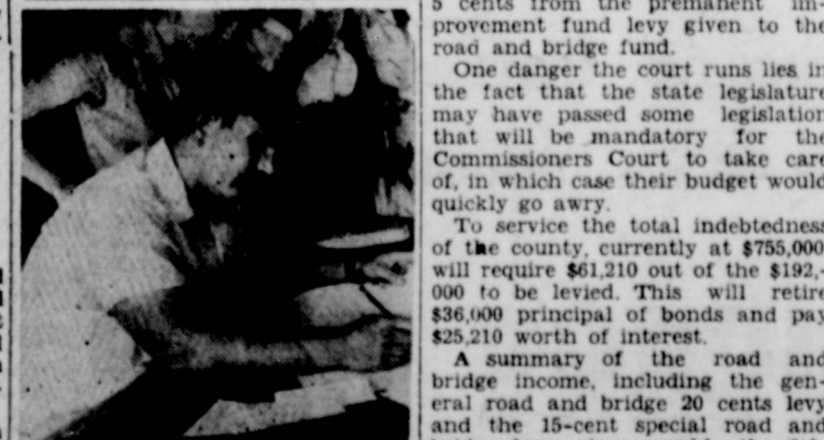 5 cents from the premanent im-
provement fund levy given to the
road and bridge fund.
One danger the court runs lies in
the fact that the state legislature
may have passed some legislation
that will be mandatory for the
Commissioners Court to take care
of, in which case their budget would
quickly go awry.
To service the total indebtedness
of the county, currently at $755,000
will require $61,210 out of the $192,-
000 to be levied. This will retire
$36,000 principal of bonds and pay
$25,210 worth of interest.
A summary of the road and
bridge income, including the gen-
eral road and bridge 20 cents levy
and the 15-cent special road and